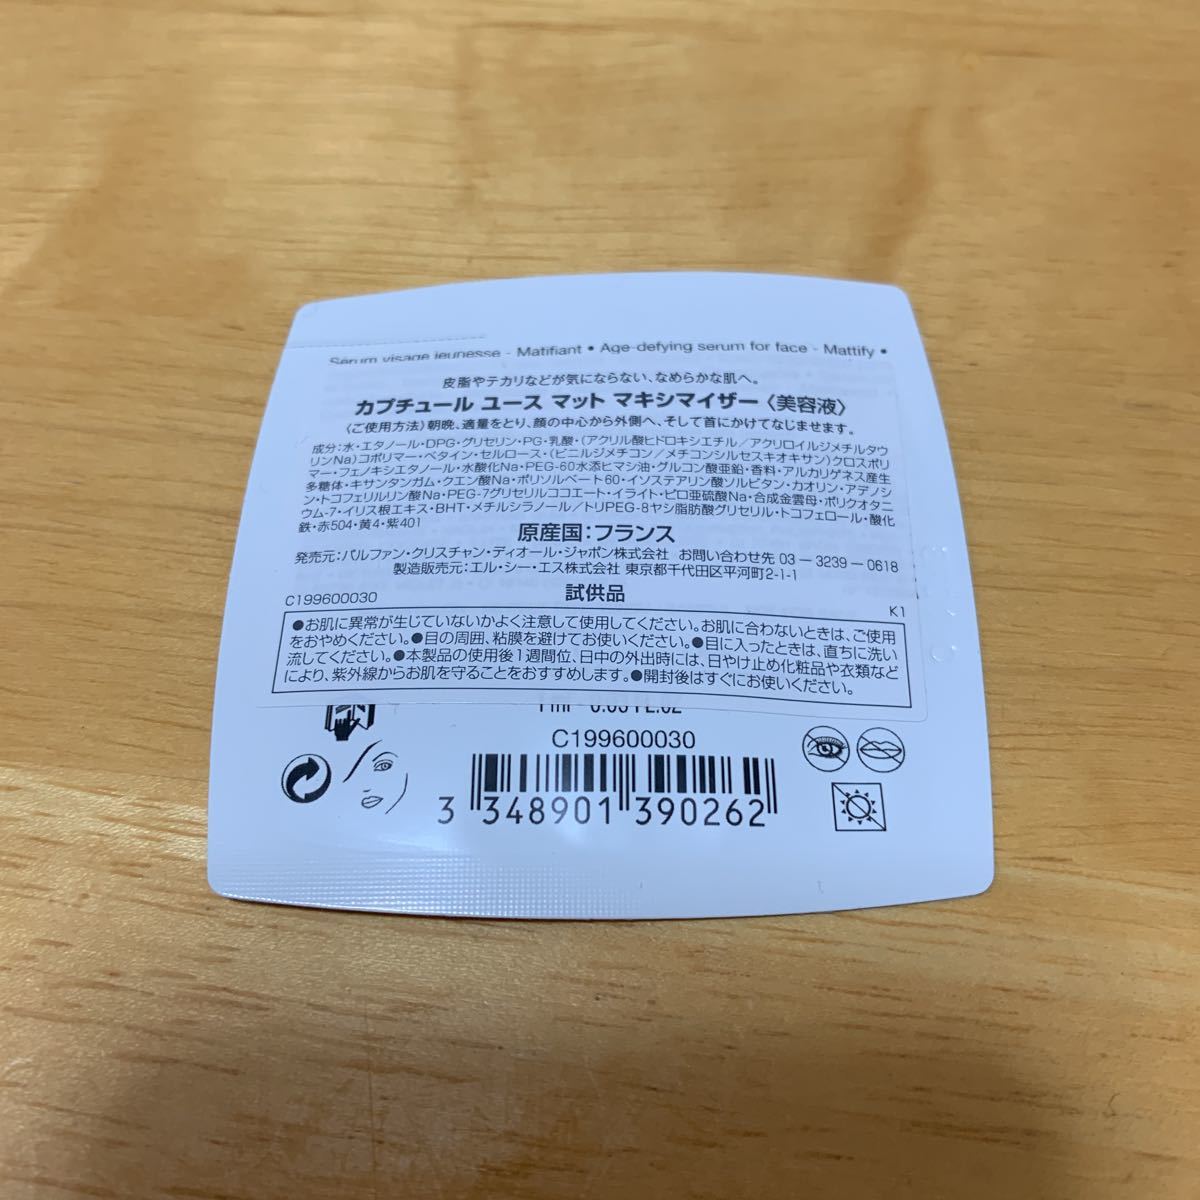 Serum visage jeunesse - Matifiant • Age-defying serum for face - Mattify •
皮脂やテカリなどが気にならない、なめらかな肌へ。
カプチュール ユース マット マキシマイザー〈美容液〉
〈ご使用方法〉朝晩、適量をとり、顔の中心から外側へ、そして首にかけてなじませます。
成分：水・エタノール・DPG・グリセリン・PG・乳酸・（アクリル酸ヒドロキシエチル／アクリロイルジメチルタウ
リンNa）コポリマー・ベタイン・セルロース・（ビニルジメチコン／メチコンシルセスキオキサン）クロスポリ
マー・フェノキシエタノール・水酸化Na・PEG-60水添ヒマシ油・グルコン酸亜鉛・香料・アルカリゲネス産生
多糖体・キサンタンガム・クエン酸Na・ポリソルベート60・イソステアリン酸ソルビタン・カオリン・アデノシ
ン・トコフェリルリン酸Na・PEG-7グリセリルココエート・イライト・ピロ亜硫酸Na・合成金雲母・ポリクオタニ
ウム-7・イリス根エキス・BHT・メチルシラノール／トリPEG-8ヤシ脂肪酸グリセリル・トコフェロール・酸化
鉄・赤504・黄4・紫401
原産国：フランス
発売元：パルファン・クリスチャン・ディオール・ジャポン株式会社 お問い合わせ先 03－3239－0618
製造販売元：エル・シー・エス株式会社 東京都千代田区平河町2-1-1
C199600030 試供品 K1
●お肌に異常が生じていないかよく注意して使用してください。お肌に合わないときは、ご使用
をおやめください。●目の周囲、粘膜を避けてお使いください。●目に入ったときは、直ちに洗い
流してください。●本製品の使用後1週間位、日中の外出時には、日やけ止め化粧品や衣類など
により、紫外線からお肌を守ることをおすすめします。●開封後はすぐにお使いください。
1 ml - 0.03 FL.OZ
C199600030
3 348901 390262